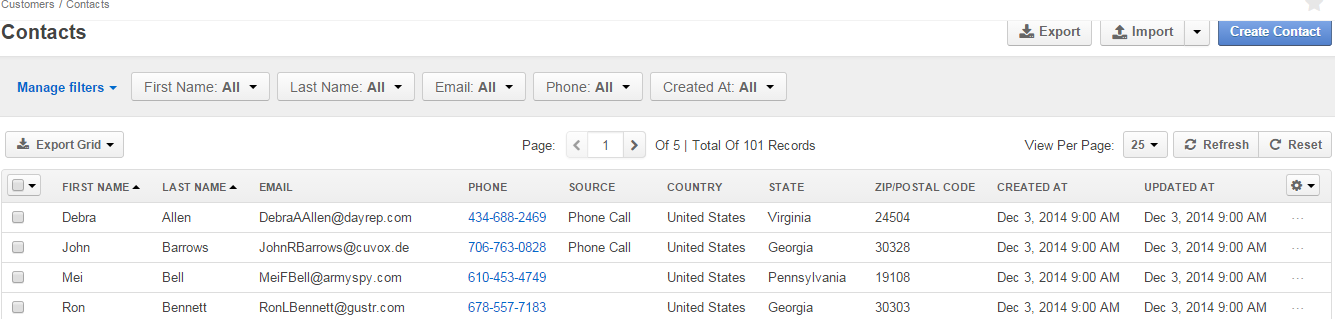 Customers / Contacts
Contacts Export Import Create Contact
Manage filters First Name: All Last Name: All Email: All Phone: All Created At: All
Export Grid Page: 1 Of 5 | Total Of 101 Records View Per Page: 25 Refresh Reset
FIRST NAME LAST NAME EMAIL PHONE SOURCE COUNTRY STATE ZIP/POSTAL CODE CREATED AT UPDATED AT
Debra Allen DebraAAllen@dayrep.com 434-688-2469 Phone Call United States Virginia 24504 Dec 3, 2014 9:00 AM Dec 3, 2014 9:00 AM ...
John Barrows JohnRBarrows@cuvox.de 706-763-0828 Phone Call United States Georgia 30328 Dec 3, 2014 9:00 AM Dec 3, 2014 9:00 AM ...
Mei Bell MeiFBell@armyspy.com 610-453-4749 United States Pennsylvania 19108 Dec 3, 2014 9:00 AM Dec 3, 2014 9:00 AM ...
Ron Bennett RonLBennett@gustr.com 678-557-7183 United States Georgia 30303 Dec 3, 2014 9:00 AM Dec 3, 2014 9:00 AM ...